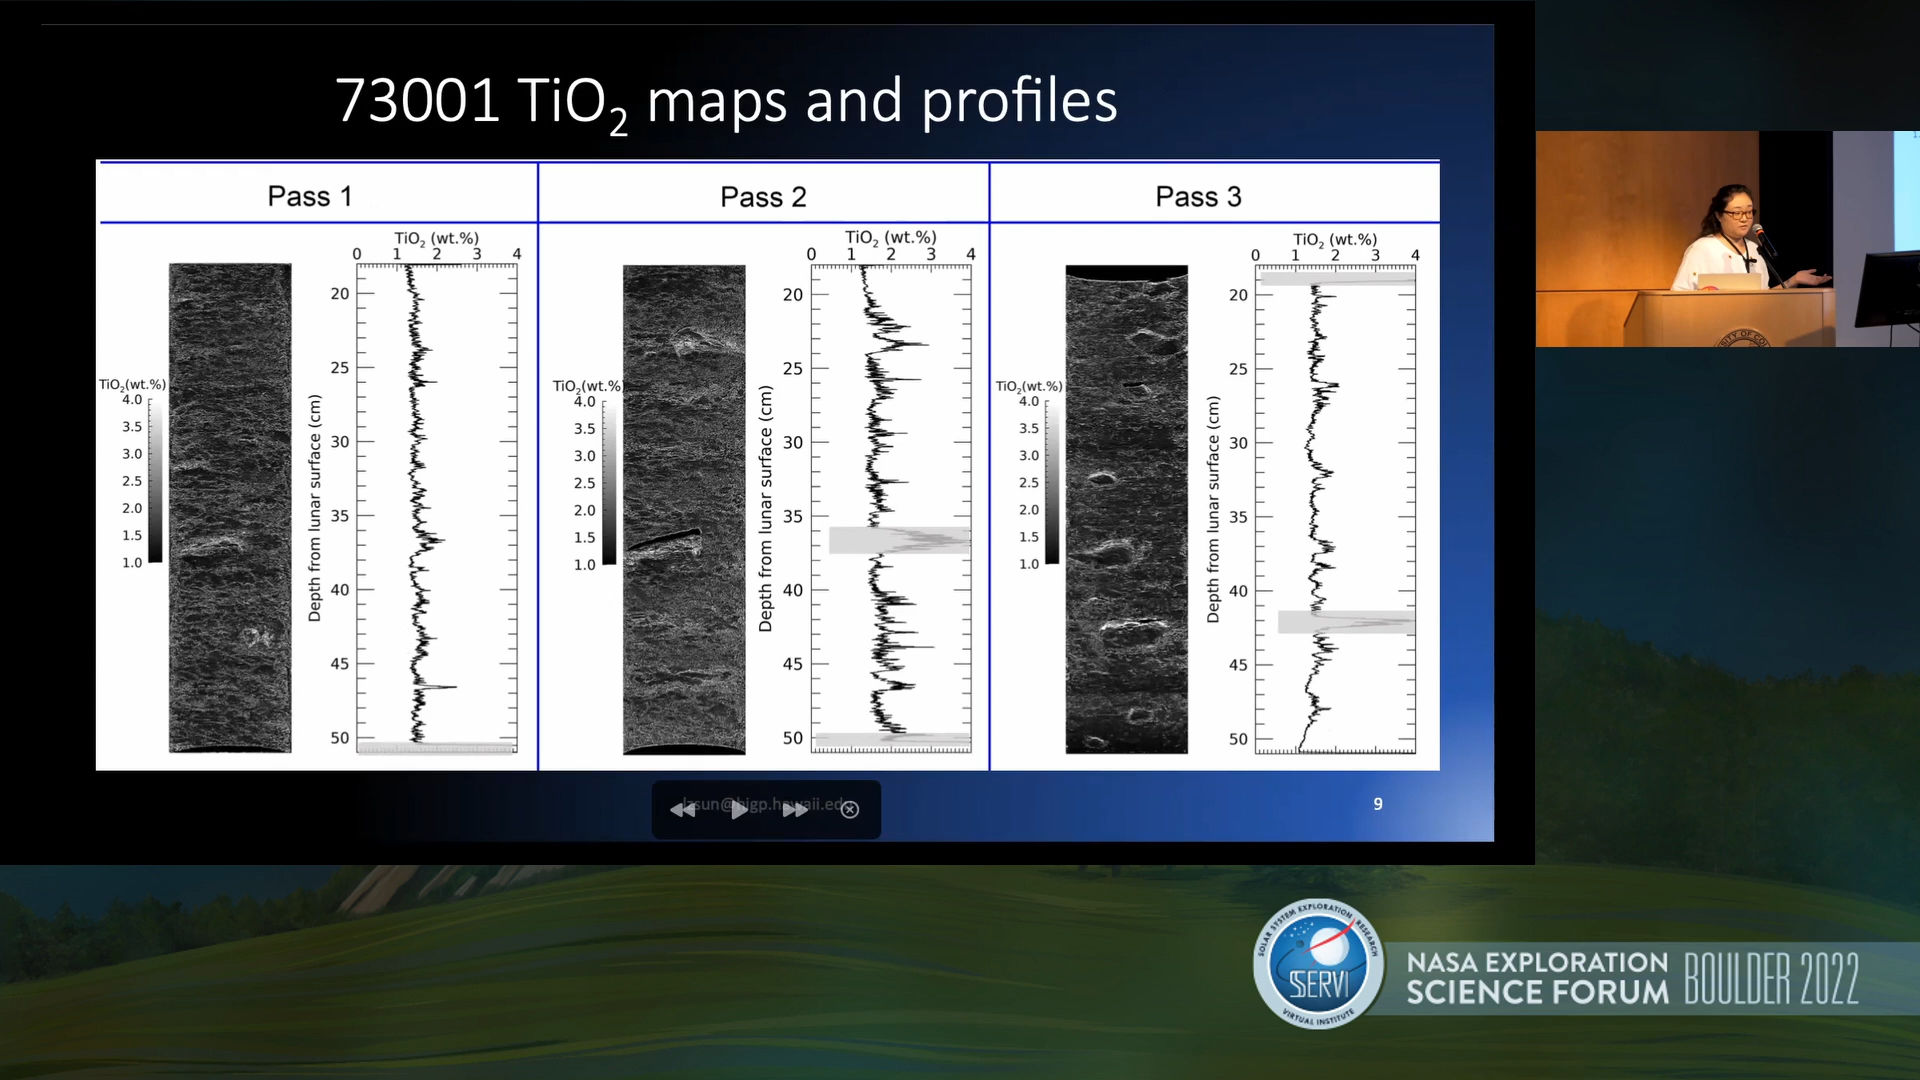 73001 TiO2 maps and profiles
Pass 1
Pass 2
Pass 3
TiO2 (wt.%)
0 1 2 3 4
TiO2(wt.%)
4.0
3.5
3.0
2.5
2.0
1.5
1.0
Depth from lunar surface (cm)
20
25
30
35
40
45
50
TiO2 (wt.%)
0 1 2 3 4
TiO2(wt.%)
4.0
3.5
3.0
2.5
2.0
1.5
1.0
Depth from lunar surface (cm)
20
25
30
35
40
45
50
TiO2 (wt.%)
0 1 2 3 4
TiO2(wt.%)
4.0
3.5
3.0
2.5
2.0
1.5
1.0
Depth from lunar surface (cm)
20
25
30
35
40
45
50
9
SOLAR SYSTEM EXPLORATION RESEARCH
SSERVI
VIRTUAL INSTITUTE
NASA EXPLORATION
SCIENCE FORUM
BOULDER 2022